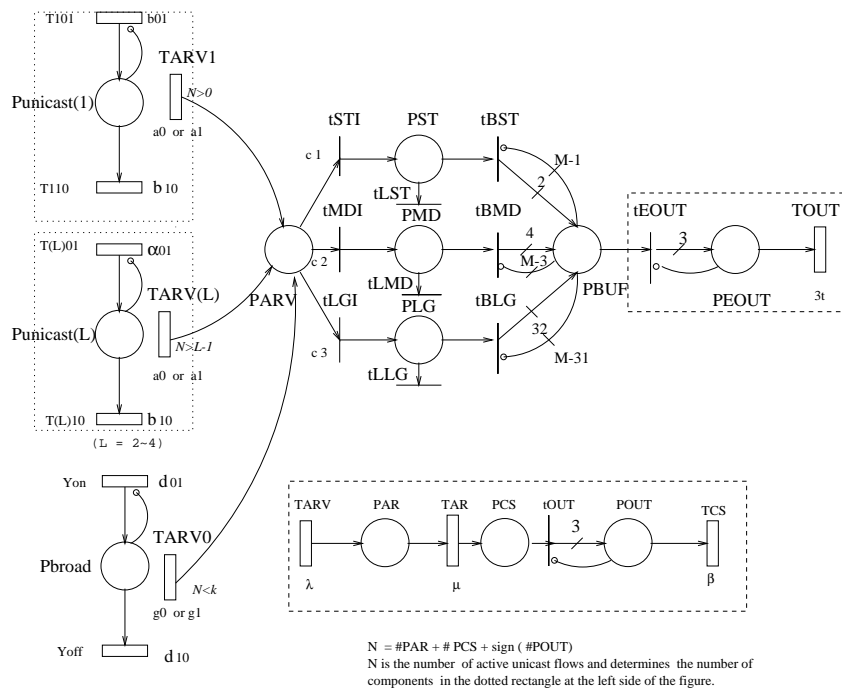 T101
b01
TARV1
Punicast(1)
N>0
a0 or a1
T110
b10
tSTI
PST
tBST
c 1
M-1
tLST
2
tMDI
PMD
tBMD
c 2
4
M-3
PARV
tLMD
PBUF
tLGI
PLG
tBLG
c 3
32
M-31
tLLG
tEOUT
TOUT
3
PEOUT
3t
T(L)01
α01
TARV(L)
Punicast(L)
N>L-1
a0 or a1
T(L)10
b10
(L = 2~4)
Yon
d01
TARV0
Pbroad
N<k
g0 or g1
Yoff
d10
TARV
PAR
TAR
PCS
tOUT
POUT
TCS
3
λ
μ
β
N = #PAR + # PCS + sign ( #POUT)
N is the number of active unicast flows and determines the number of
components in the dotted rectangle at the left side of the figure.